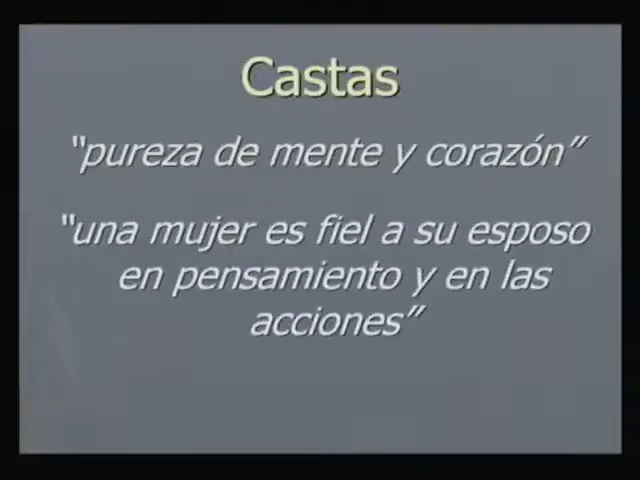 Castas
“pureza de mente y corazón”
“una mujer es fiel a su esposo
en pensamiento y en las
acciones”